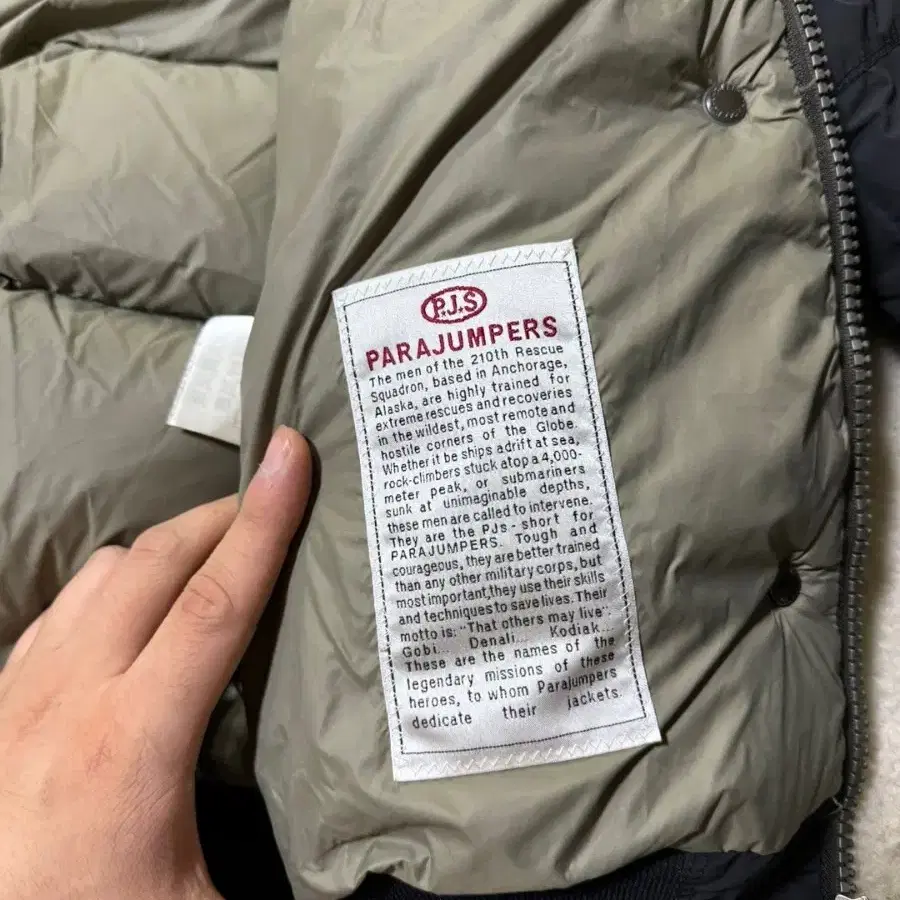 P.J.S
PARAJUMPERS
The men of the 210th Rescue
Squadron, based in Anchorage,
Alaska, are highly trained for
extreme rescues and recoveries
in the wildest, most remote and
hostile corners of the Globe.
Whether it be ships adrift at sea,
rock-climbers stuck atop a 4,000-
meter peak, or submariners
sunk at unimaginable depths,
these men are called to intervene.
They are the PJs - short for
PARAJUMPERS. Tough and
courageous, they are better trained
than any other military corps, but
most important, they use their skills
and techniques to save lives. Their
motto is: "That others may live".
Gobi... Denali... Kodiak...
These are the names of the
legendary missions of these
heroes, to whom Parajumpers
dedicate their jackets.